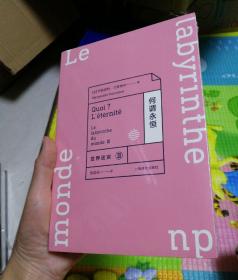 Le
labyrinthe
du
monde
Quoi?
L'éternité
Le
labyrinthe
du
monde III
何谓永恒
世界迷宫 III